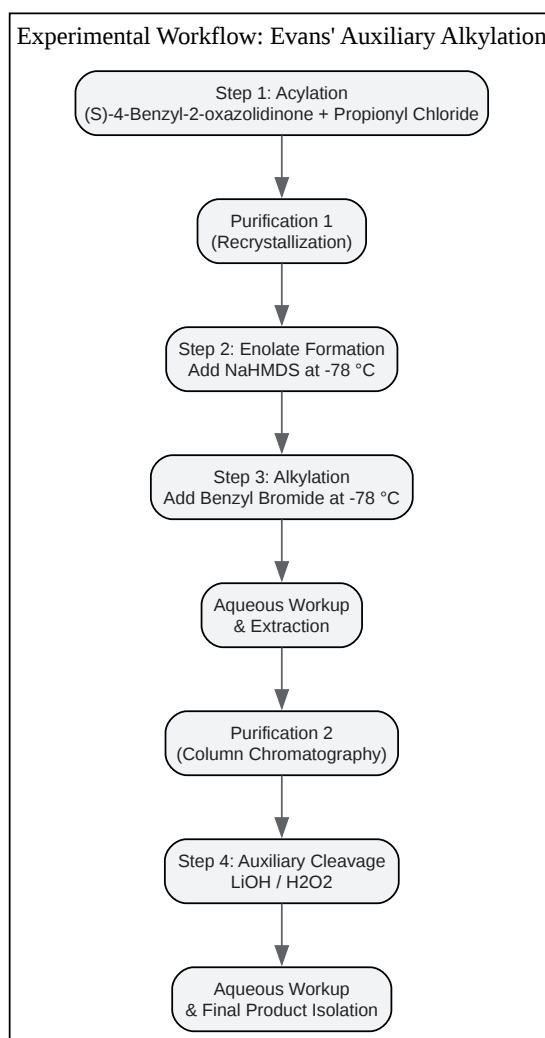 Experimental Workflow: Evans' Auxiliary Alkylation
Step 1: Acylation
(S)-4-Benzyl-2-oxazolidinone + Propionyl Chloride
Purification 1
(Recrystallization)
Step 2: Enolate Formation
Add NaHMDS at -78 °C
Step 3: Alkylation
Add Benzyl Bromide at -78 °C
Aqueous Workup
& Extraction
Purification 2
(Column Chromatography)
Step 4: Auxiliary Cleavage
LiOH / H2O2
Aqueous Workup
& Final Product Isolation